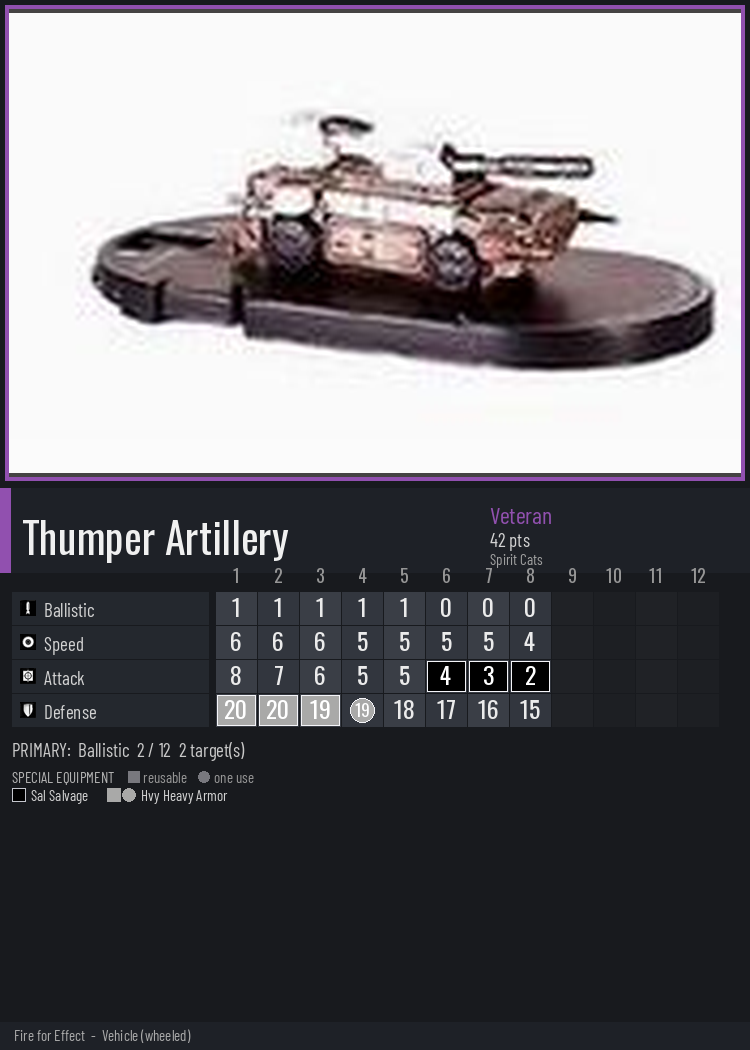 Thumper Artillery
Veteran
42 pts
Spirit Cats
1 2 3 4 5 6 7 8 9 10 11 12
Ballistic 1 1 1 1 1 0 0 0
Speed 6 6 6 5 5 5 5 4
Attack 8 7 6 5 5 4 3 2
Defense 20 20 19 19 18 17 16 15
PRIMARY: Ballistic 2 / 12 2 target(s)
SPECIAL EQUIPMENT reusable one use
Sal Salvage Hvy Heavy Armor
Fire for Effect - Vehicle (wheeled)